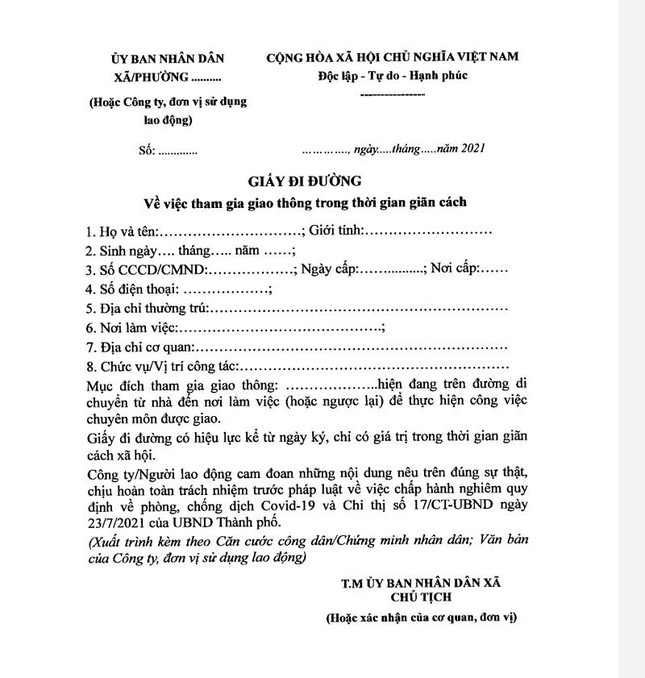 ỦY BAN NHÂN DÂN
XÃ/PHƯỜNG ..........
(Hoặc Công ty, đơn vị sử dụng
lao động)
Số: .............
CỘNG HÒA XÃ HỘI CHỦ NGHĨA VIỆT NAM
Độc lập - Tự do - Hạnh phúc
----------------
…………., ngày.....tháng.....năm 2021
GIẤY ĐI ĐƯỜNG
Về việc tham gia giao thông trong thời gian giãn cách
1. Họ và tên:……………………………; Giới tính:…………………………
2. Sinh ngày…. tháng….. năm ……;
3. Số CCCD/CMND:………………; Ngày cấp:……...........…; Nơi cấp:……
4. Số điện thoại: ………………;
5. Địa chỉ thường trú:………………………………………………………
6. Nơi làm việc:……………………………………;
7. Địa chỉ cơ quan:…………………………………………………………
8. Chức vụ/Vị trí công tác:…………………………………………………
Mục đích tham gia giao thông: ………………..hiện đang trên đường di
chuyển từ nhà đến nơi làm việc (hoặc ngược lại) để thực hiện công việc
chuyên môn được giao.
Giấy đi đường có hiệu lực kể từ ngày ký, chỉ có giá trị trong thời gian giãn
cách xã hội.
Công ty/Người lao động cam đoan những nội dung nêu trên đúng sự thật,
chịu hoàn toàn trách nhiệm trước pháp luật về việc chấp hành nghiêm quy
định về phòng, chống dịch Covid-19 và Chỉ thị số 17/CT-UBND ngày
23/7/2021 của UBND Thành phố.
(Xuất trình kèm theo Căn cước công dân/Chứng minh nhân dân; Văn bản
của Công ty, đơn vị sử dụng lao động)
T.M ỦY BAN NHÂN DÂN XÃ
CHỦ TỊCH
(Hoặc xác nhận của cơ quan, đơn vị)